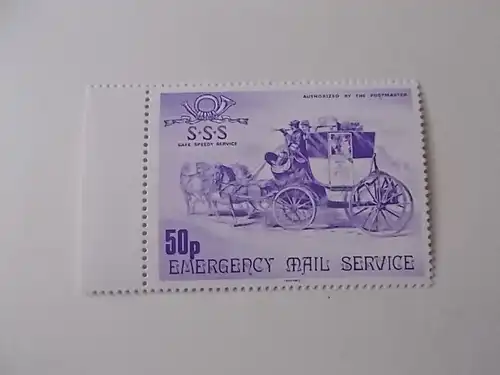 AUTHORIZED BY THE POSTMASTER
S·S·S
SAFE SPEEDY SERVICE
50p
EMERGENCY MAIL SERVICE